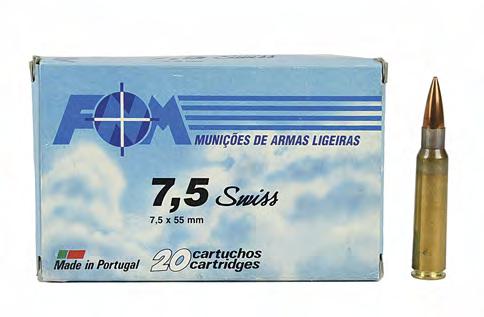 FNM
MUNIÇÕES DE ARMAS LIGEIRAS
7,5 Swiss
7,5 x 55 mm
Made in Portugal
20 cartuchos
cartridges